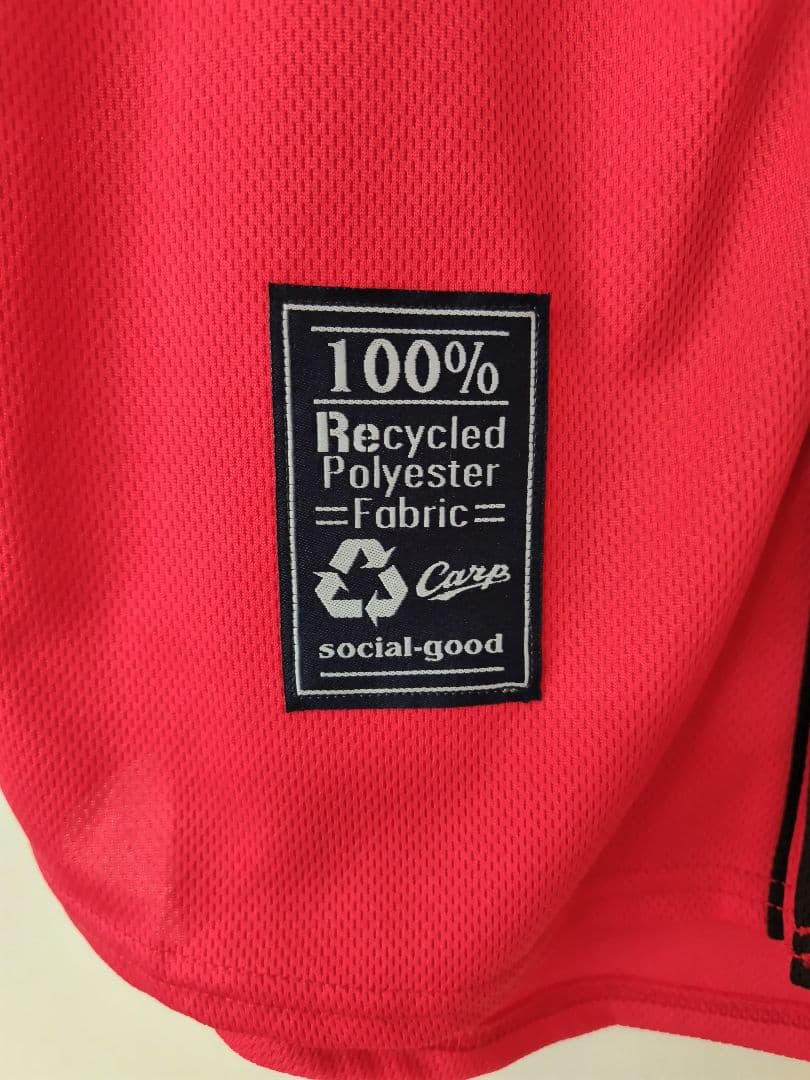 100%
Recycled
Polyester
=Fabric=
Carp
social-good